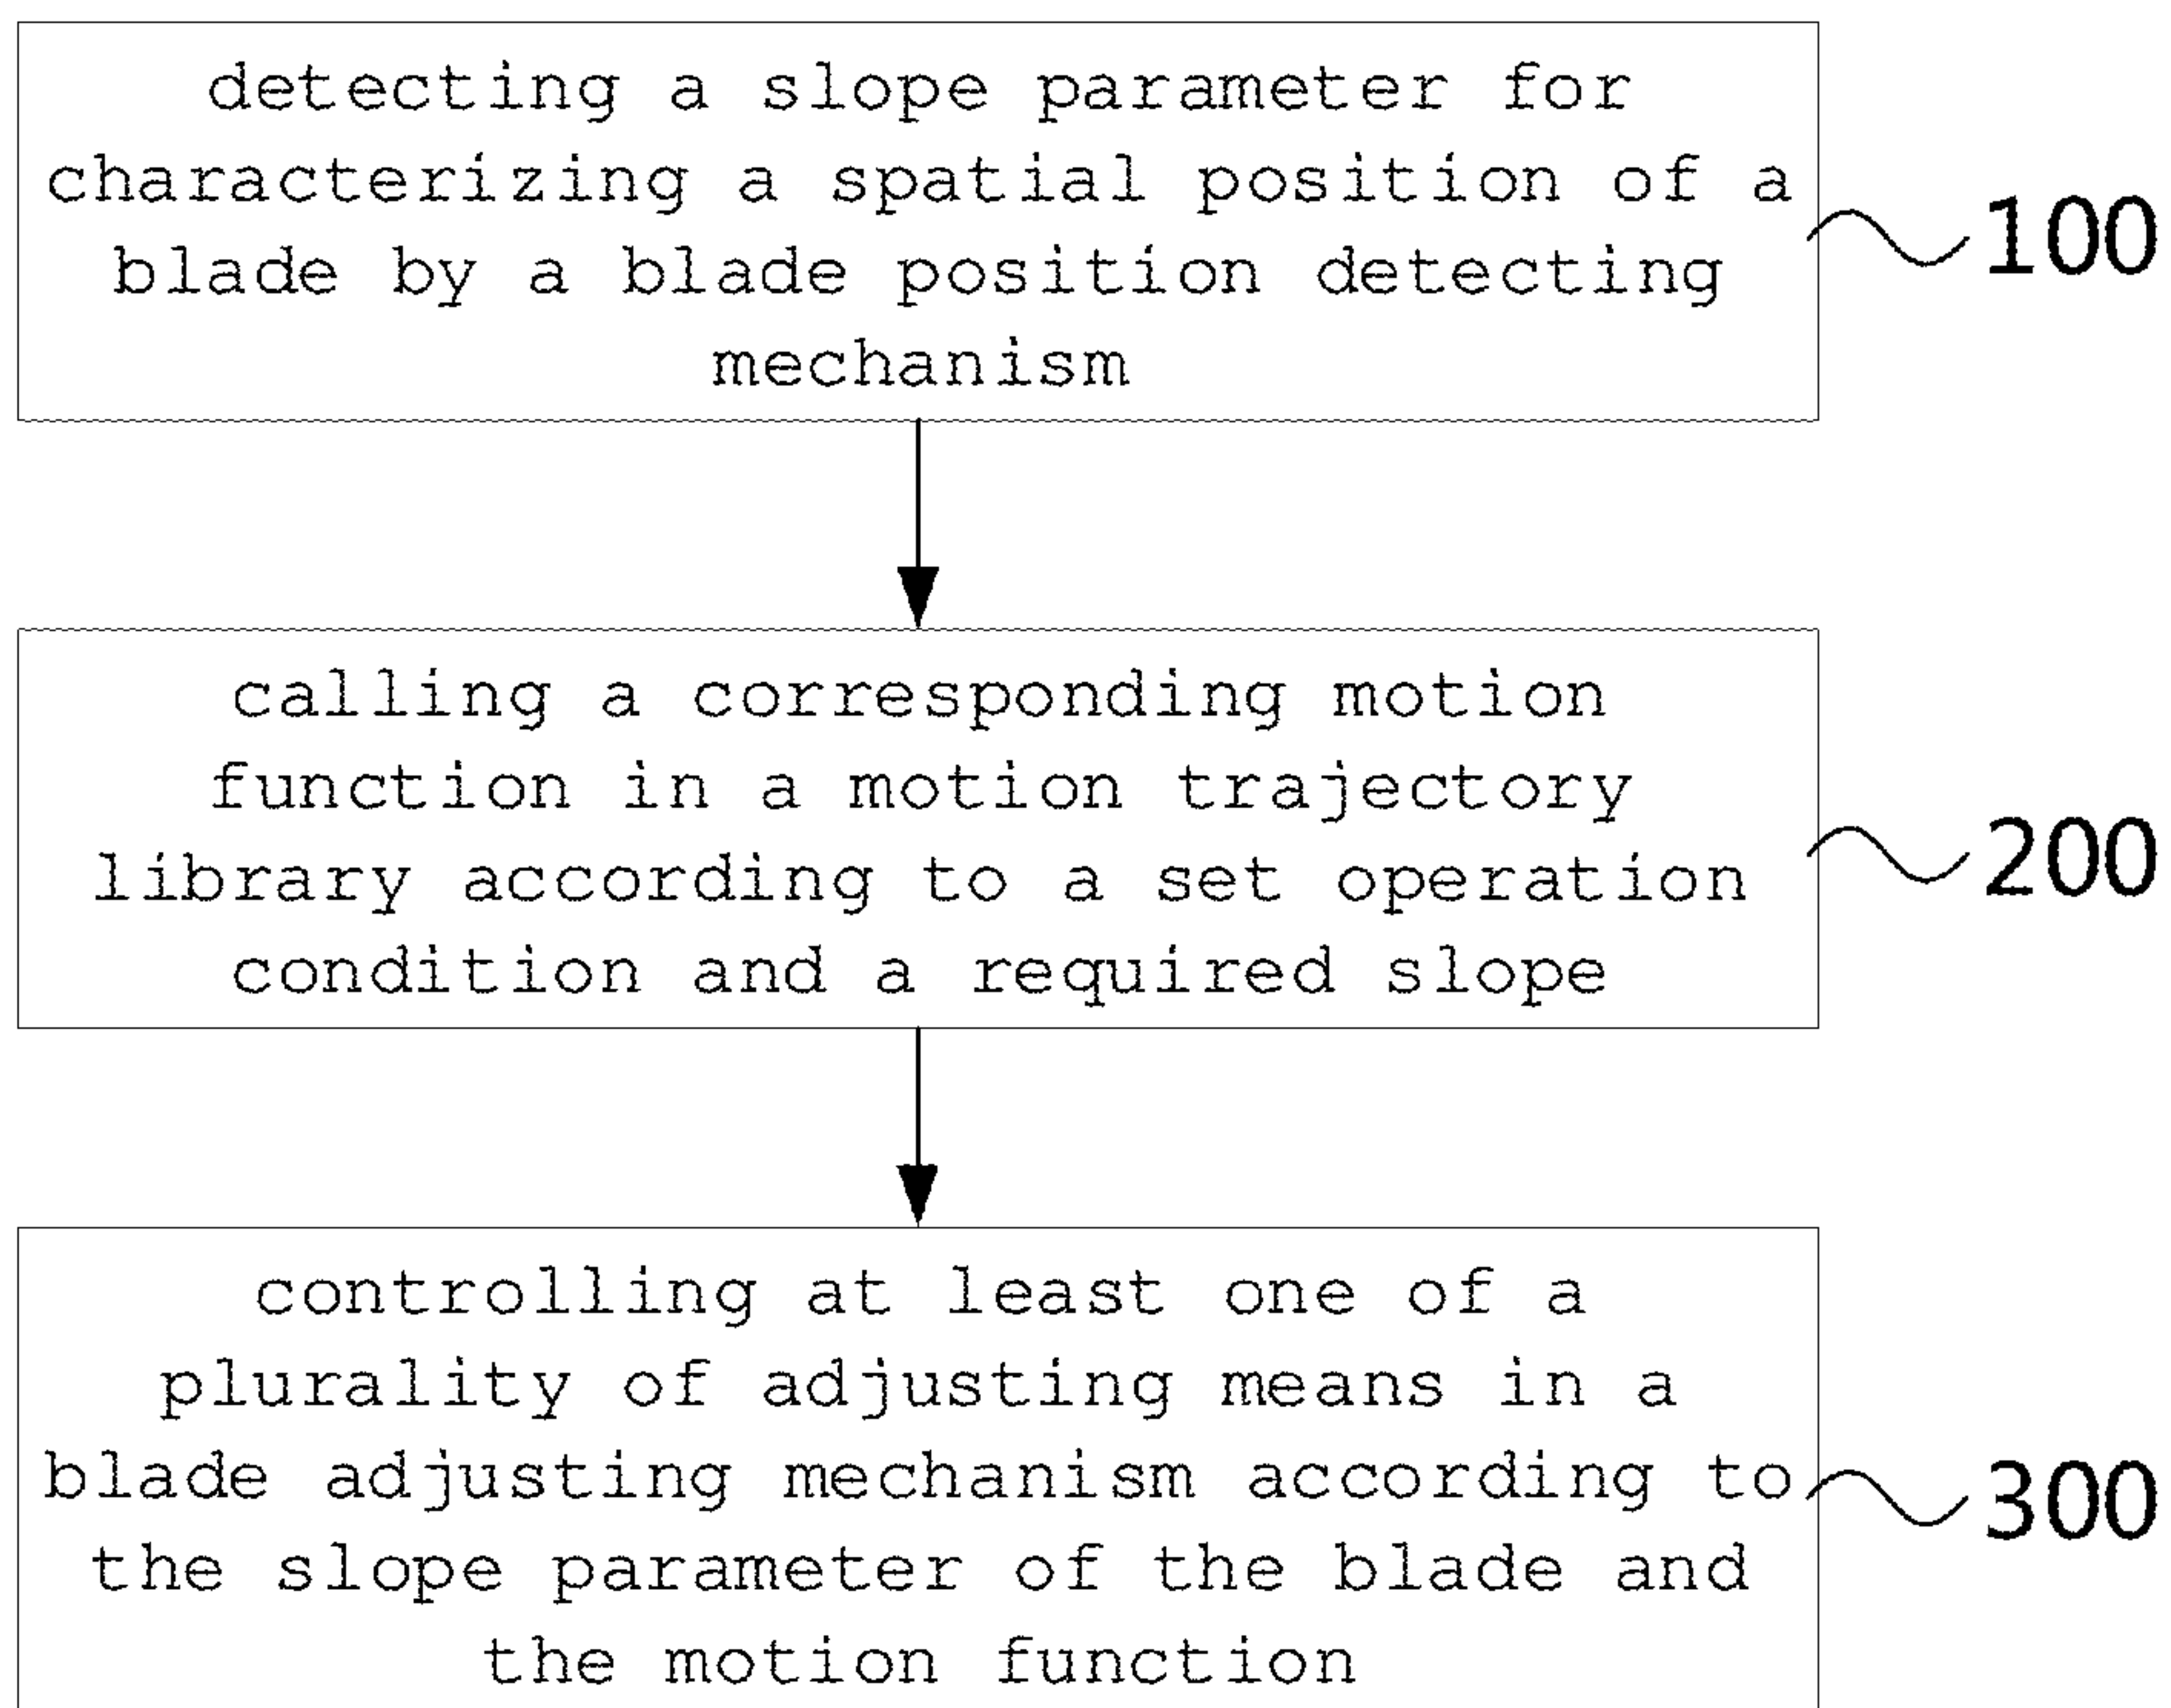 detecting a slope parameter for
characterizing a spatial position of a
blade by a blade position detecting
mechanism
100
calling a corresponding motion
function in a motion trajectory
library according to a set operation
condition and a required slope
200
controlling at least one of a
plurality of adjusting means in a
blade adjusting mechanism according to
the slope parameter of the blade and
the motion function
300